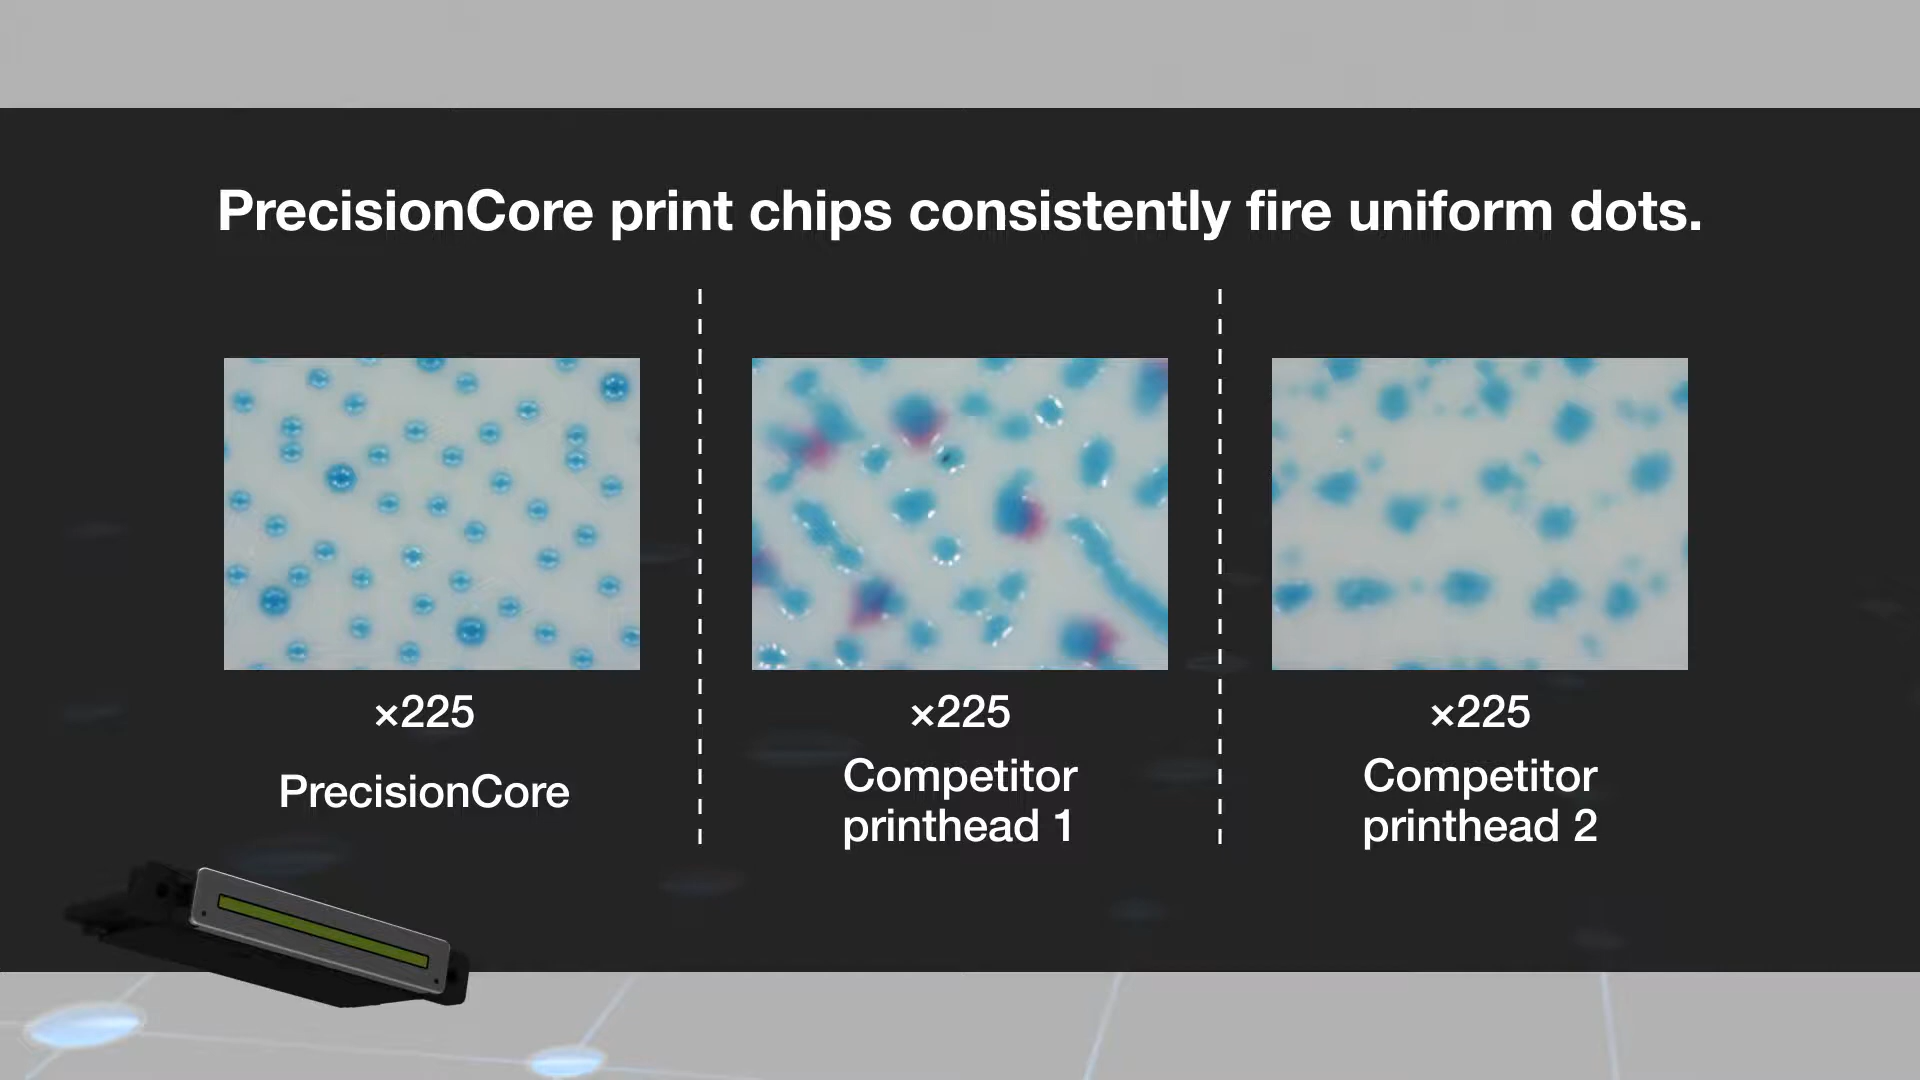 PrecisionCore print chips consistently fire uniform dots.
×225
PrecisionCore
×225
Competitor
printhead 1
×225
Competitor
printhead 2